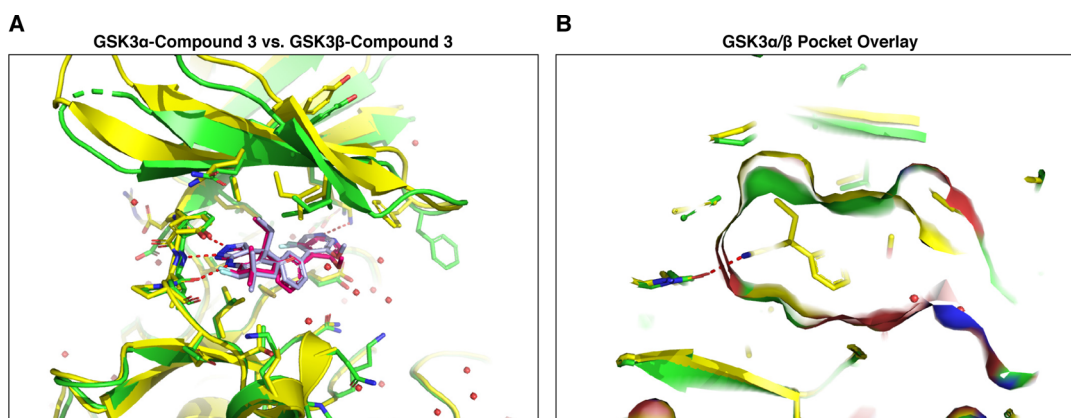 A
GSK3α-Compound 3 vs. GSK3β-Compound 3
B
GSK3α/β Pocket Overlay